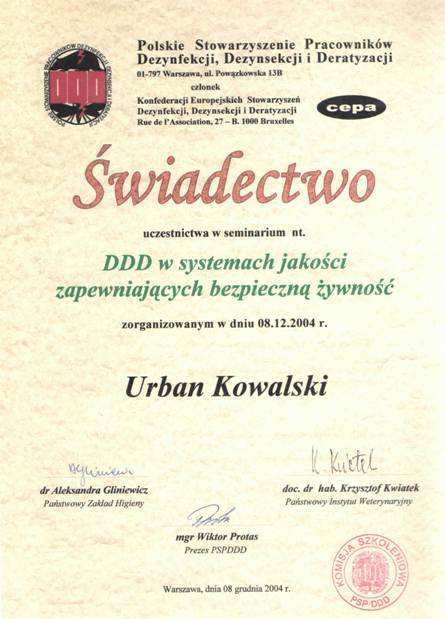 Polskie Stowarzyszenie Pracowników
Dezynfekcji, Dezynsekcji i Deratyzacji
01-797 Warszawa, ul. Powązkowska 13B
członek
Konfederacji Europejskich Stowarzyszeń
Dezynfekcji, Dezynsekcji i Deratyzacji
Rue de l'Association, 27 – B. 1000 Bruxelles
cepa
DDD
Świadectwo
uczestnictwa w seminarium nt.
DDD w systemach jakości
zapewniających bezpieczną żywność
zorganizowanym w dniu 08.12.2004 r.
Urban Kowalski
dr Aleksandra Gliniewicz
Państwowy Zakład Higieny
doc. dr hab. Krzysztof Kwiatek
Państwowy Instytut Weterynaryjny
mgr Wiktor Protas
Prezes PSPDDD
KOMISJA SZKOLENIOWA
PSP DDD
Warszawa, dnia 08 grudnia 2004 r.